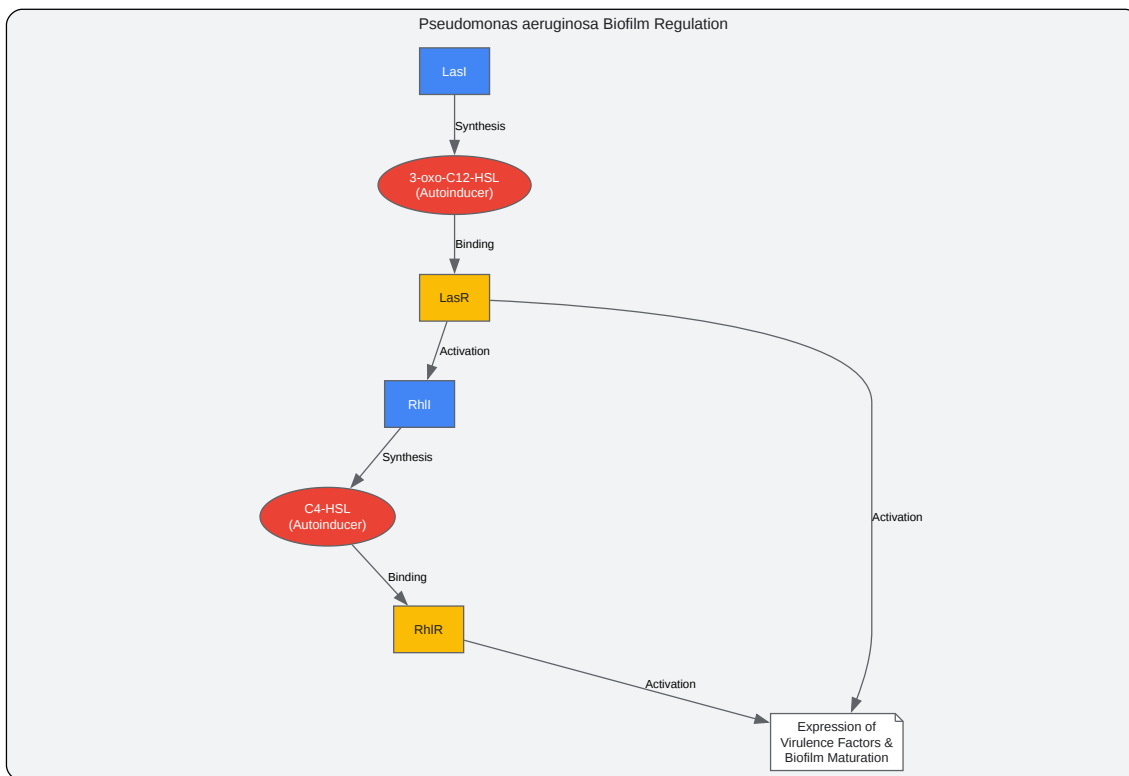 Pseudomonas aeruginosa Biofilm Regulation
LasI
Synthesis
3-oxo-C12-HSL
(Autoinducer)
Binding
LasR
Activation
RhlI
Synthesis
C4-HSL
(Autoinducer)
Activation
Binding
RhlR
Activation
Expression of
Virulence Factors &
Biofilm Maturation